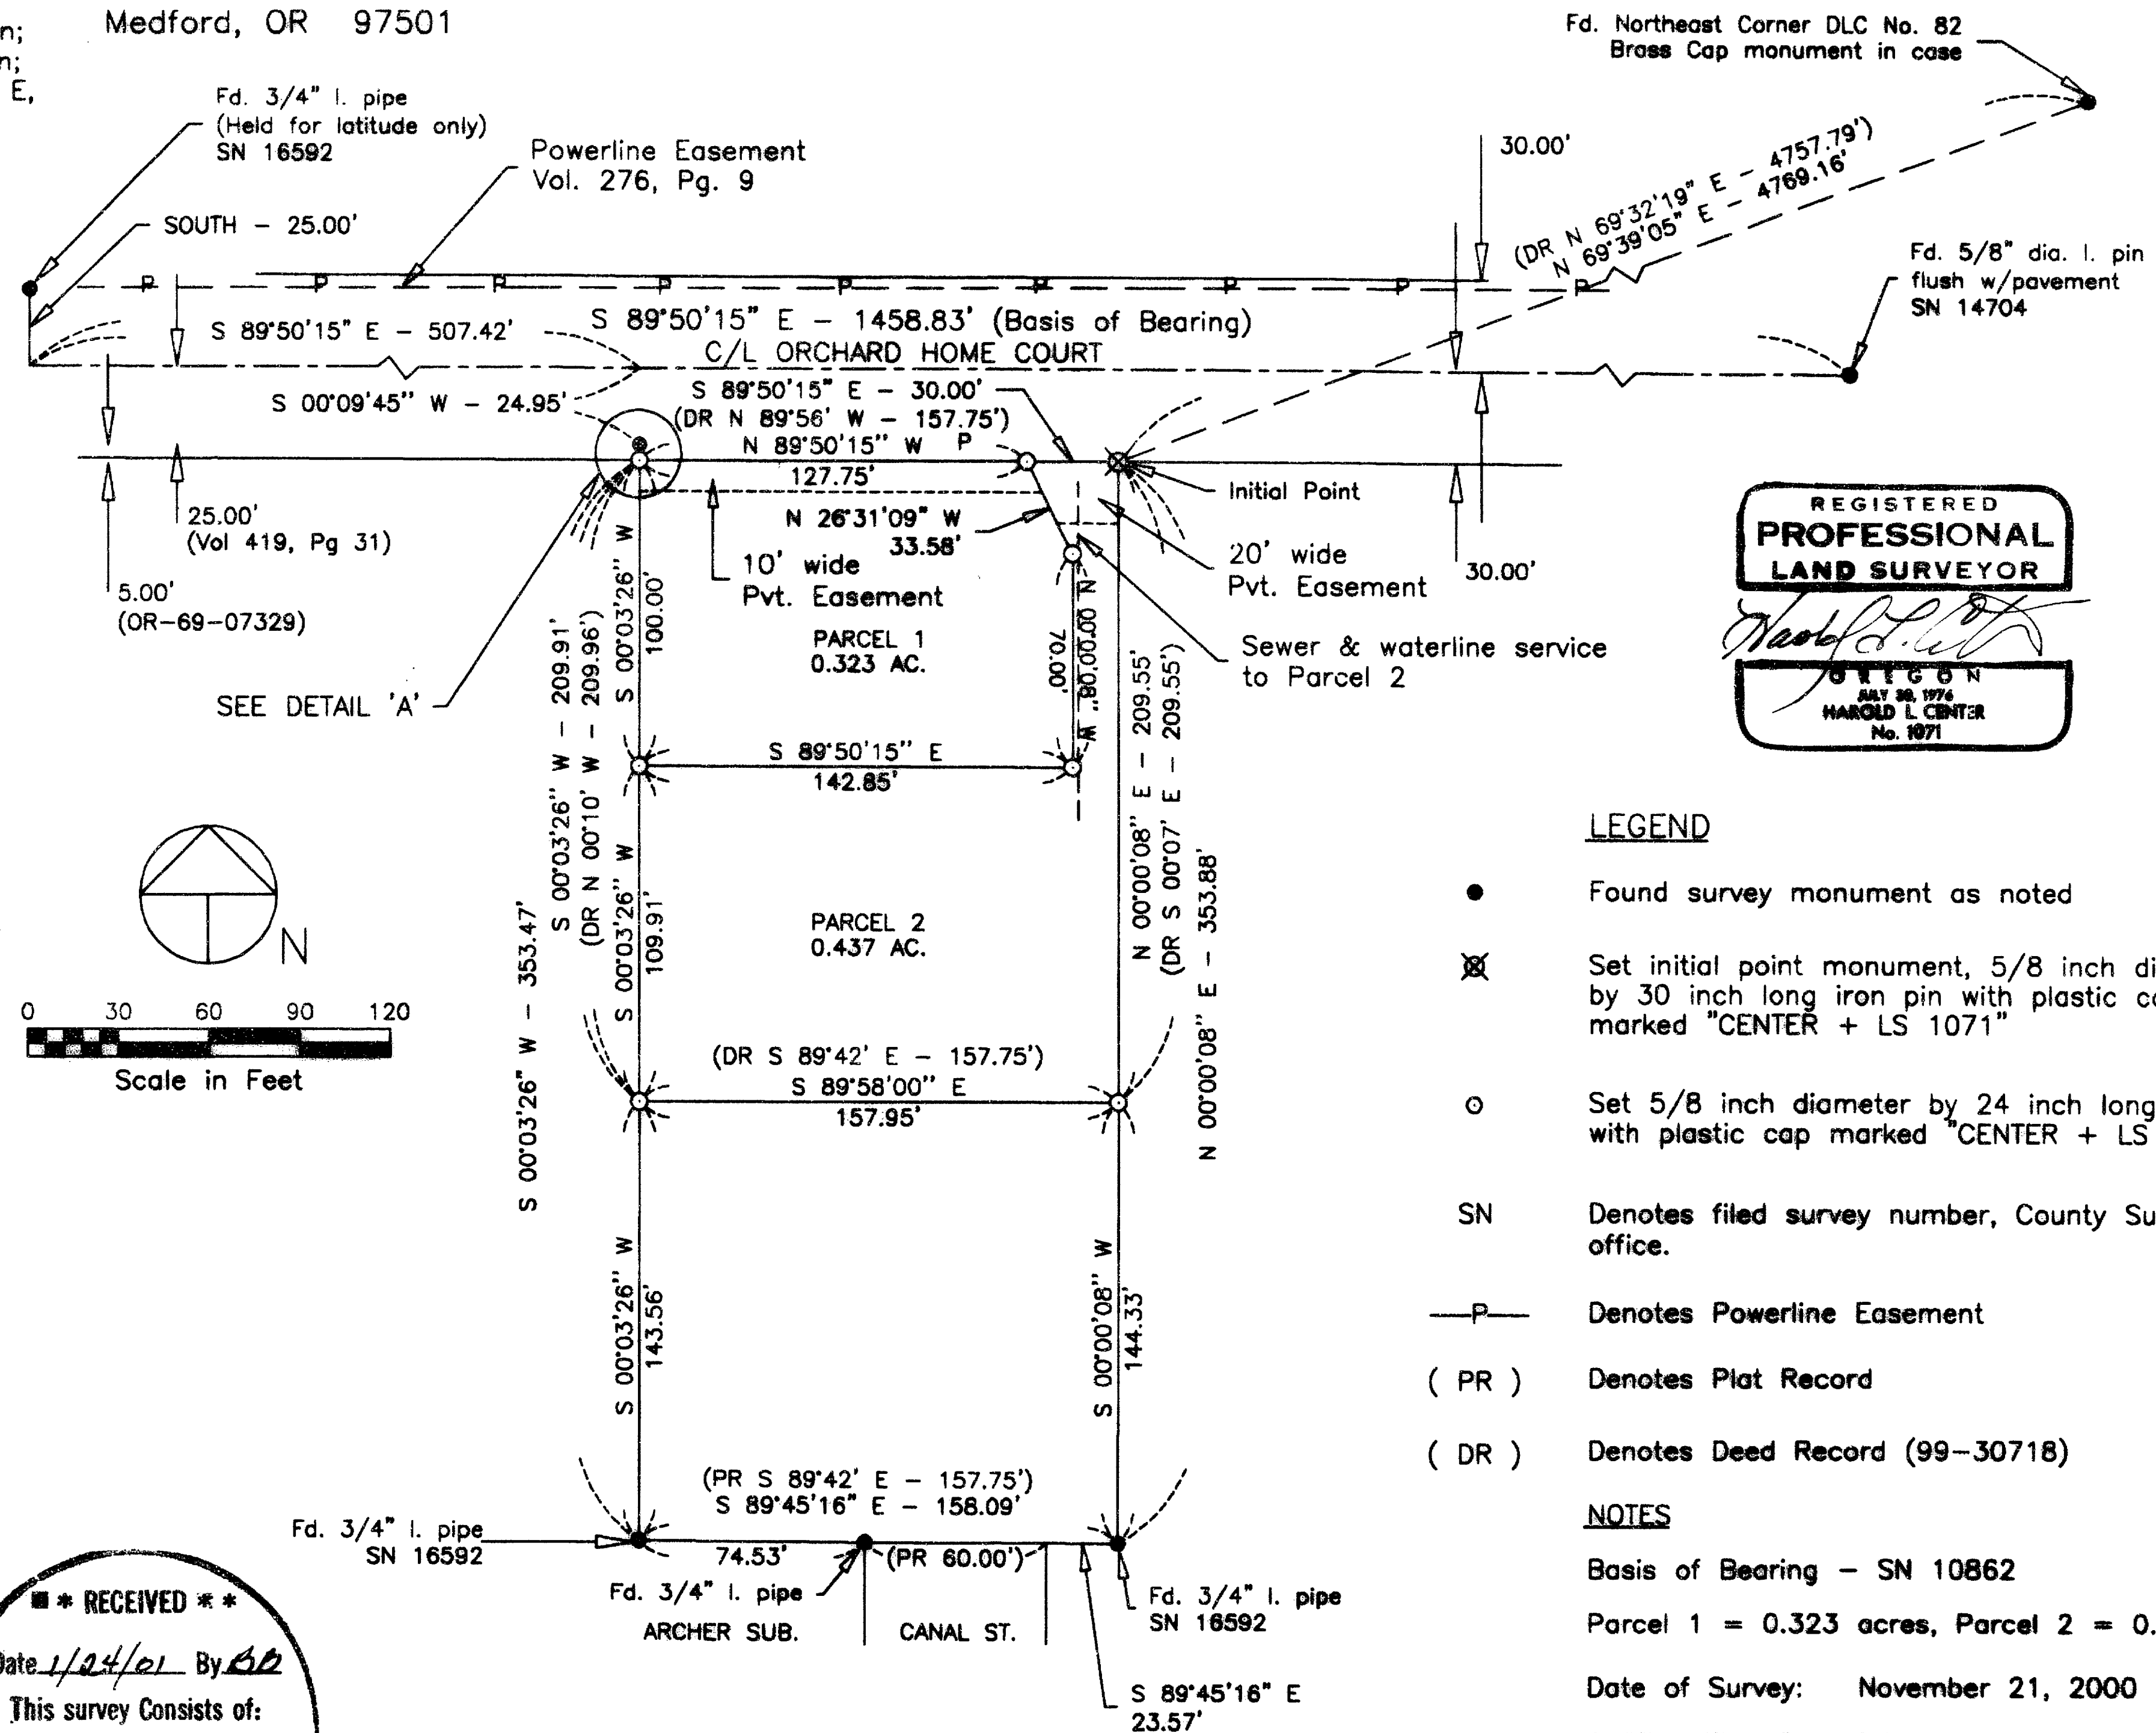 n;
n;
E,
Medford, OR 97501
Fd. Northeast Corner DLC No. 82
Brass Cap monument in case
Fd. 3/4" I. pipe
(Held for latitude only)
SN 16592
Powerline Easement
Vol. 276, Pg. 9
30.00'
(DR N 69°32'19" E - 4757.79')
N 69°39'05" E - 4769.16'
SOUTH - 25.00'
Fd. 5/8" dia. I. pin
flush w/pavement
SN 14704
P P P P P P P P P
S 89°50'15" E - 507.42'
S 89°50'15" E - 1458.83' (Basis of Bearing)
C/L ORCHARD HOME COURT
S 00°09'45" W - 24.95'
S 89°50'15" E - 30.00'
(DR N 89°56' W - 157.75')
N 89°50'15" W P
127.75'
Initial Point
25.00'
(Vol 419, Pg 31)
5.00'
(OR-69-07329)
N 26°31'09" W
33.58'
10' wide
Pvt. Easement
20' wide
Pvt. Easement
30.00'
REGISTERED
PROFESSIONAL
LAND SURVEYOR
OREGON
JULY 30, 1976
HAROLD L. CENTER
No. 1071
S 00°03'26" W
100.00'
N 00°00'08" W
70.00'
PARCEL 1
0.323 AC.
Sewer & waterline service
to Parcel 2
SEE DETAIL 'A'
S 00°03'26" W - 209.91'
(DR N 00°10' W - 209.96')
N 00°00'08" E - 209.55'
(DR S 00°07' E - 209.55')
S 89°50'15" E
142.85'
LEGEND
Found survey monument as noted
N
S 00°03'26" W
109.91'
PARCEL 2
0.437 AC.
S 00°03'26" W - 353.47'
N 00°00'08" E - 353.88'
Set initial point monument, 5/8 inch di
by 30 inch long iron pin with plastic c
marked "CENTER + LS 1071"
0 30 60 90 120
Scale in Feet
(DR S 89°42' E - 157.75')
S 89°58'00" E
157.95'
Set 5/8 inch diameter by 24 inch long
with plastic cap marked "CENTER + LS
SN Denotes filed survey number, County Su
office.
S 00°03'26" W
143.56'
S 00°00'08" W
144.33'
—P— Denotes Powerline Easement
( PR ) Denotes Plat Record
( DR ) Denotes Deed Record (99-30718)
(PR S 89°42' E - 157.75')
S 89°45'16" E - 158.09'
Fd. 3/4" I. pipe
SN 16592
74.53'
(PR 60.00')
Fd. 3/4" I. pipe
Fd. 3/4" I. pipe
SN 16592
ARCHER SUB.
CANAL ST.
S 89°45'16" E
23.57'
NOTES
Basis of Bearing - SN 10862
Parcel 1 = 0.323 acres, Parcel 2 = 0.
Date of Survey: November 21, 2000
* RECEIVED * *
Date 1/24/01 By
This survey Consists of: